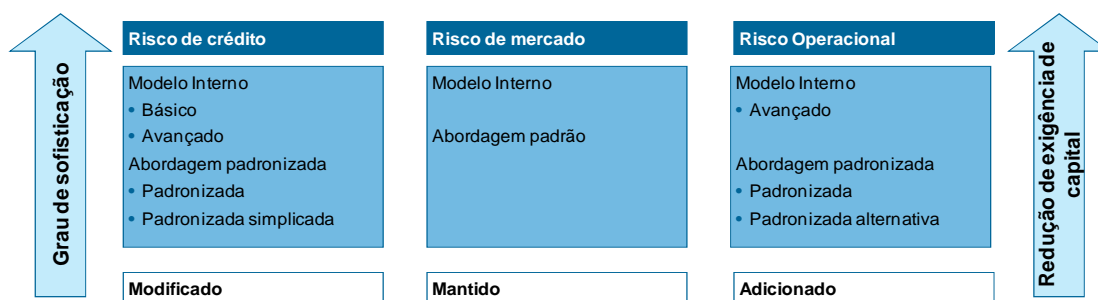 Grau de sofisticação
Risco de crédito
Modelo Interno
• Básico
• Avançado
Abordagem padronizada
• Padronizada
• Padronizada simplicada
Modificado
Risco de mercado
Modelo Interno
Abordagem padrão
Mantido
Risco Operacional
Modelo Interno
• Avançado
Abordagem padronizada
• Padronizada
• Padronizada alternativa
Adicionado
Redução de exigência de
capital